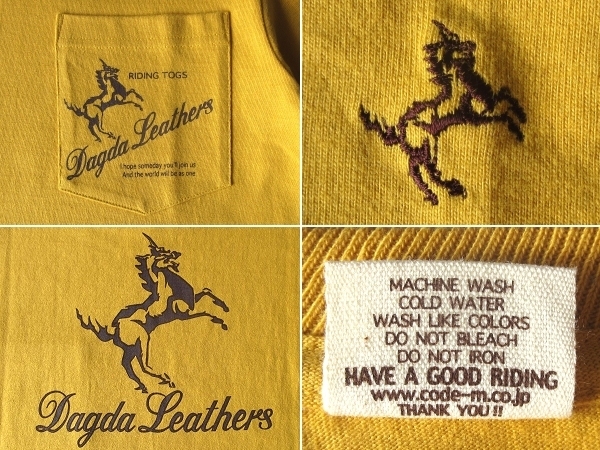 RIDING TOGS
Dagda Leathers
I hope someday you'll join us
And the world will be as one
Dagda Leathers
MACHINE WASH
COLD WATER
WASH LIKE COLORS
DO NOT BLEACH
DO NOT IRON
HAVE A GOOD RIDING
www.code-m.co.jp
THANK YOU!!